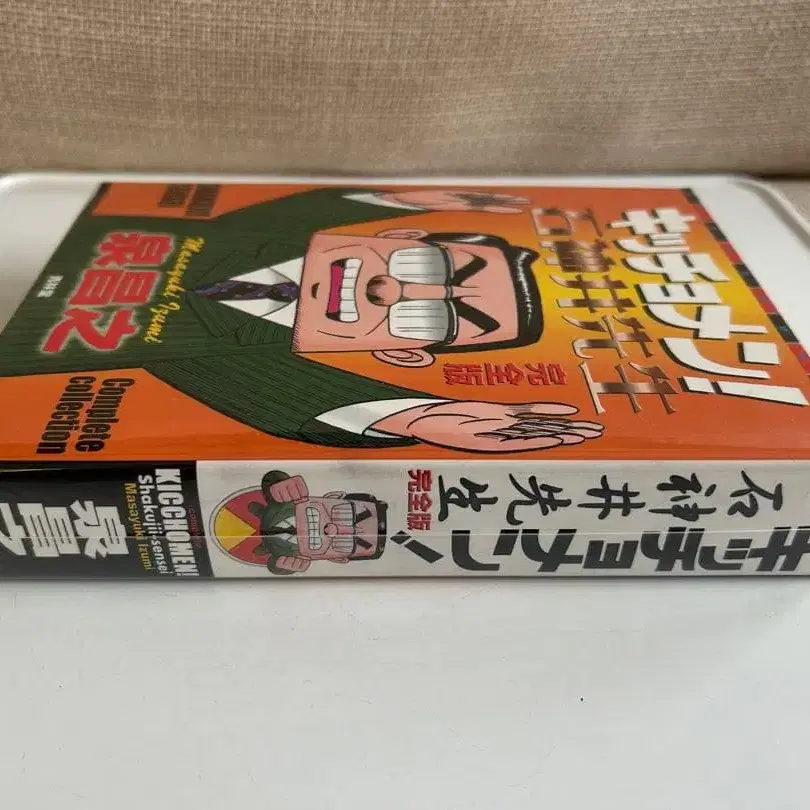 キッチョメン!
石神井先生
完全版
Masayuki Izumi
泉昌之
Complete
collection
キッチョメン!
石神井先生
完全版
KICCHOMEN!
Shakujii sensei
Masayuki Izumi
泉昌之